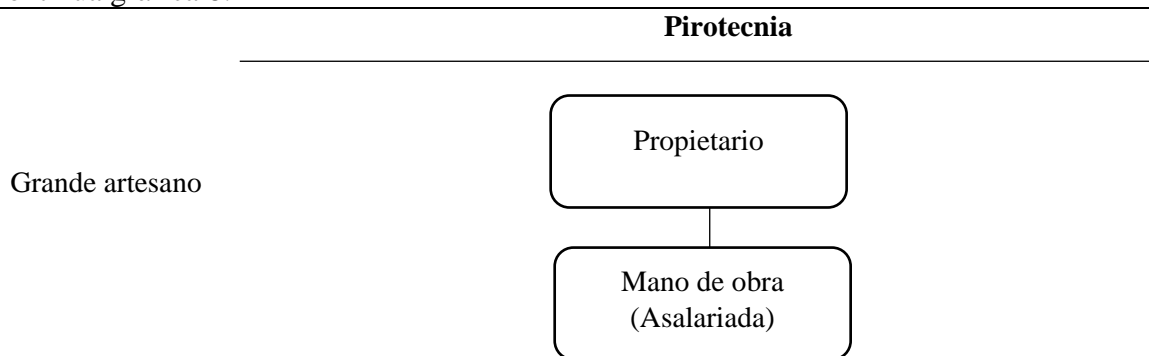 Pirotecnia
Propietario
Grande artesano
Mano de obra
(Asalariada)